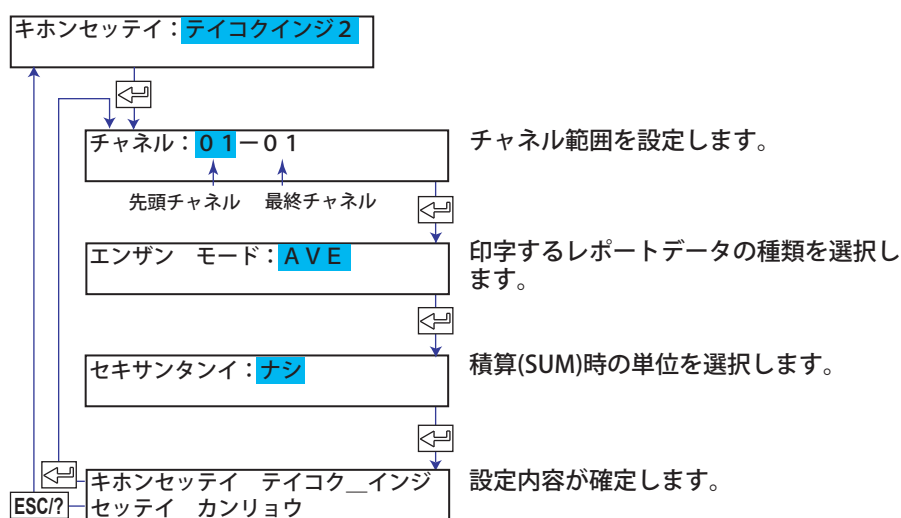 キホンセッテイ：テイコクインジ２
チャネル：０１－０１
チャネル範囲を設定します。
先頭チャネル 最終チャネル
エンザン　モード：ＡＶＥ
印字するレポートデータの種類を選択し
ます。
セキサンタンイ：ナシ
積算(SUM)時の単位を選択します。
キホンセッテイ　テイコク＿インジ
セッテイ　カンリョウ
設定内容が確定します。
ESC/?